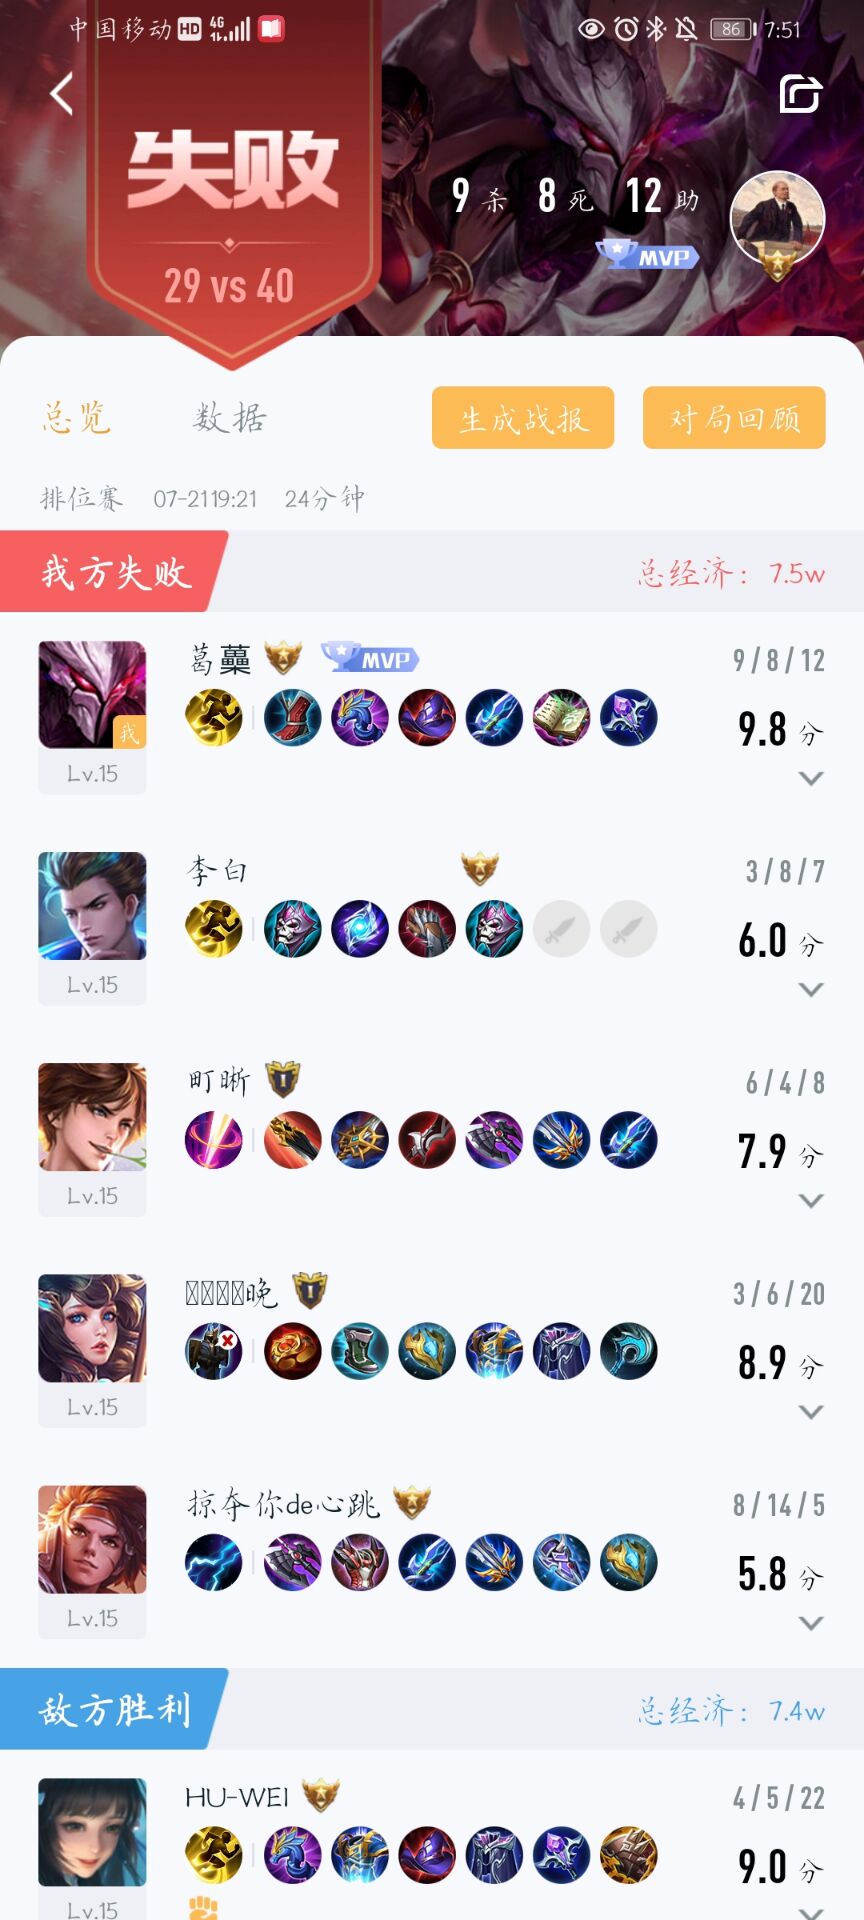 中国移动 HD 4G 86 7:51
失败
29 vs 40
9 杀 8 死 12 助
MVP
总览 数据 生成战报 对局回顾
排位赛 07-2119:21 24分钟
我方失败 总经济：7.5w
葛蘽 MVP 9/8/12
我
9.8 分
Lv.15
李白 3/8/7
6.0 分
Lv.15
町晰 6/4/8
7.9 分
Lv.15
晚 3/6/20
8.9 分
Lv.15
掠夺你de心跳 8/14/5
5.8 分
Lv.15
敌方胜利 总经济：7.4w
HU-WEI 4/5/22
9.0 分
Lv.15